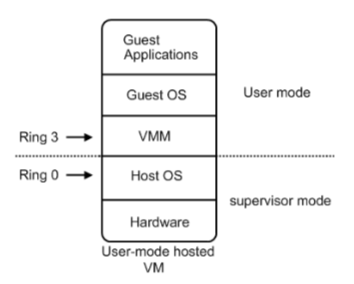 Guest
Applications
Guest OS
User mode
Ring 3
VMM
Ring 0
Host OS
supervisor mode
Hardware
User-mode hosted
VM